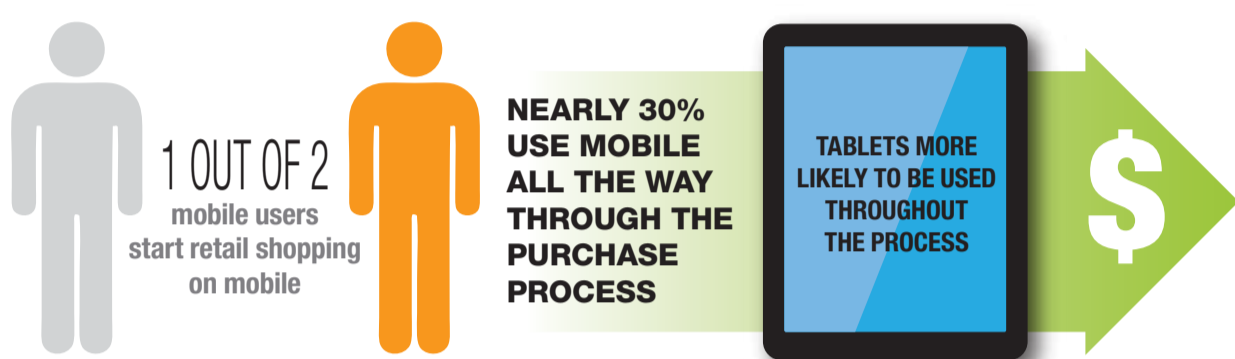 1 OUT OF 2
mobile users
start retail shopping
on mobile
NEARLY 30%
USE MOBILE
ALL THE WAY
THROUGH THE
PURCHASE
PROCESS
TABLETS MORE
LIKELY TO BE USED
THROUGHOUT
THE PROCESS
$